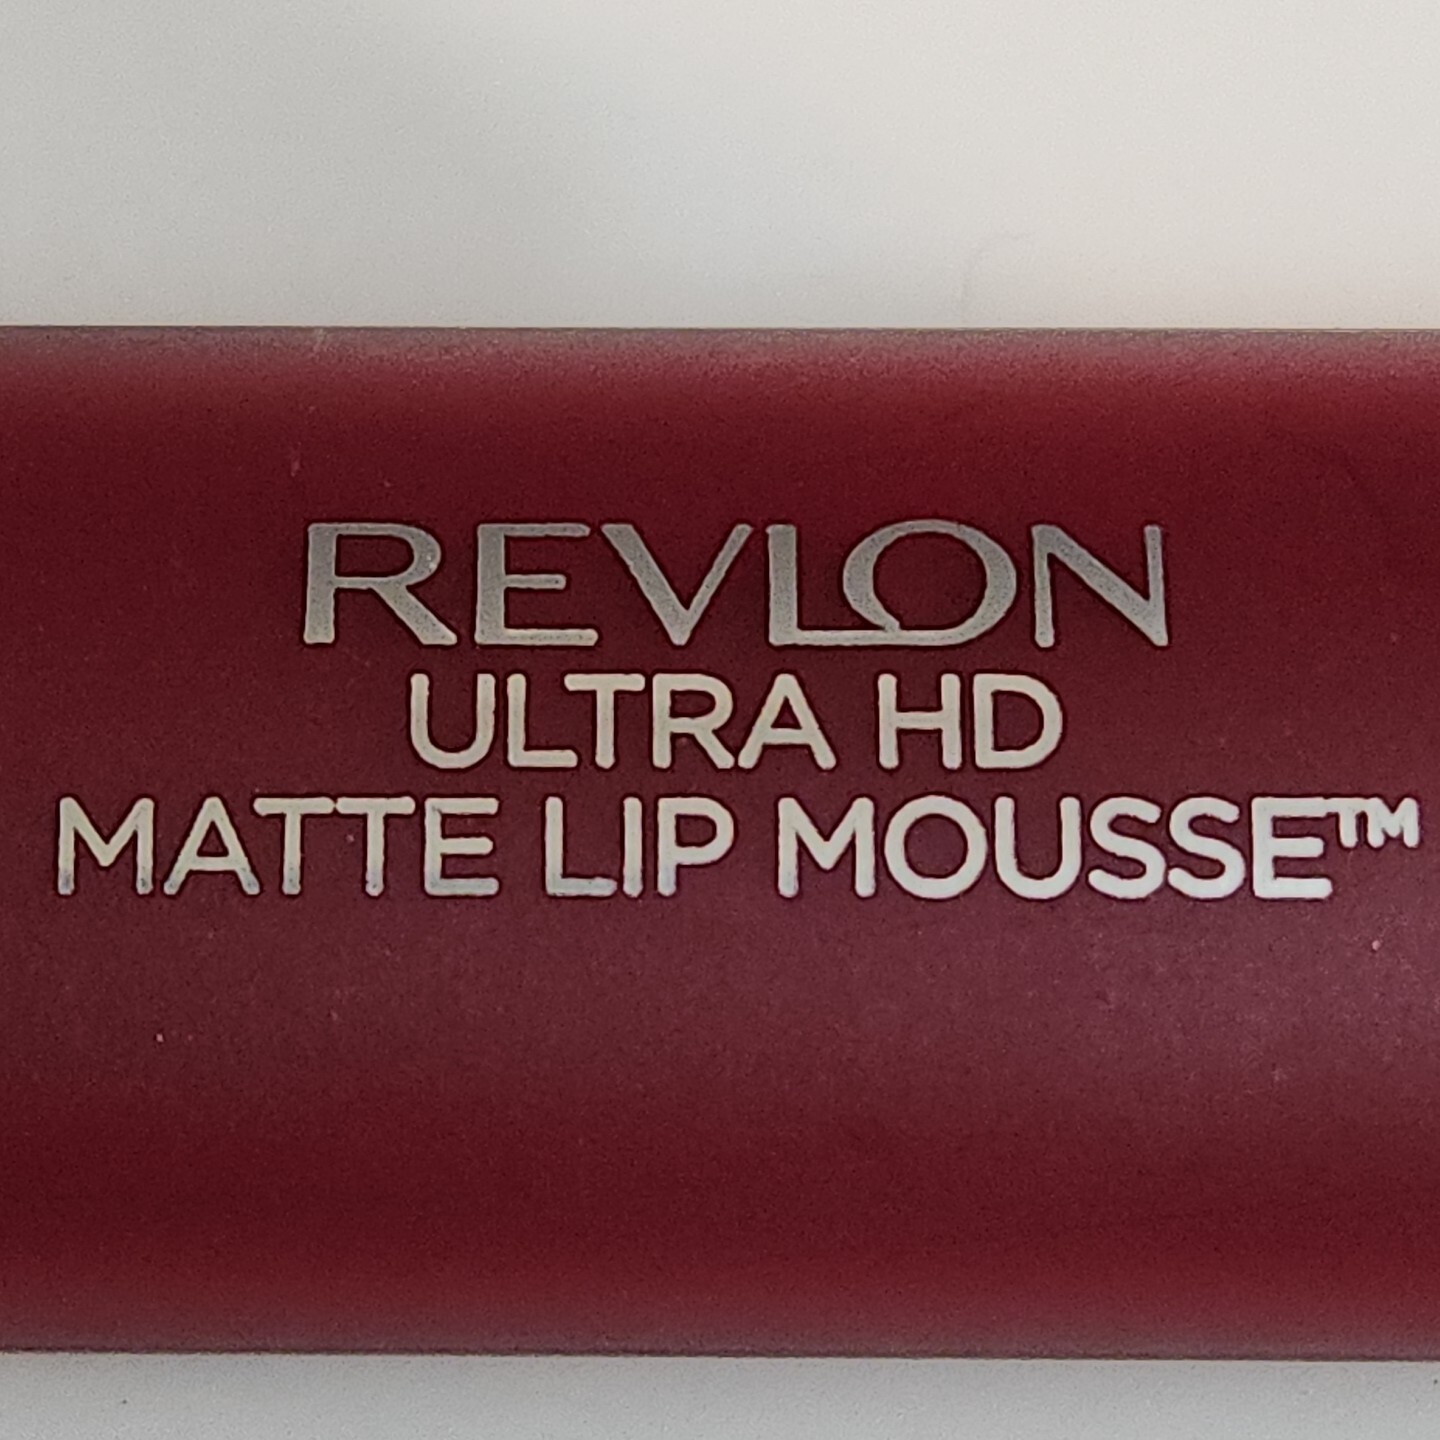 REVLON
ULTRA HD
MATTE LIP MOUSSE™